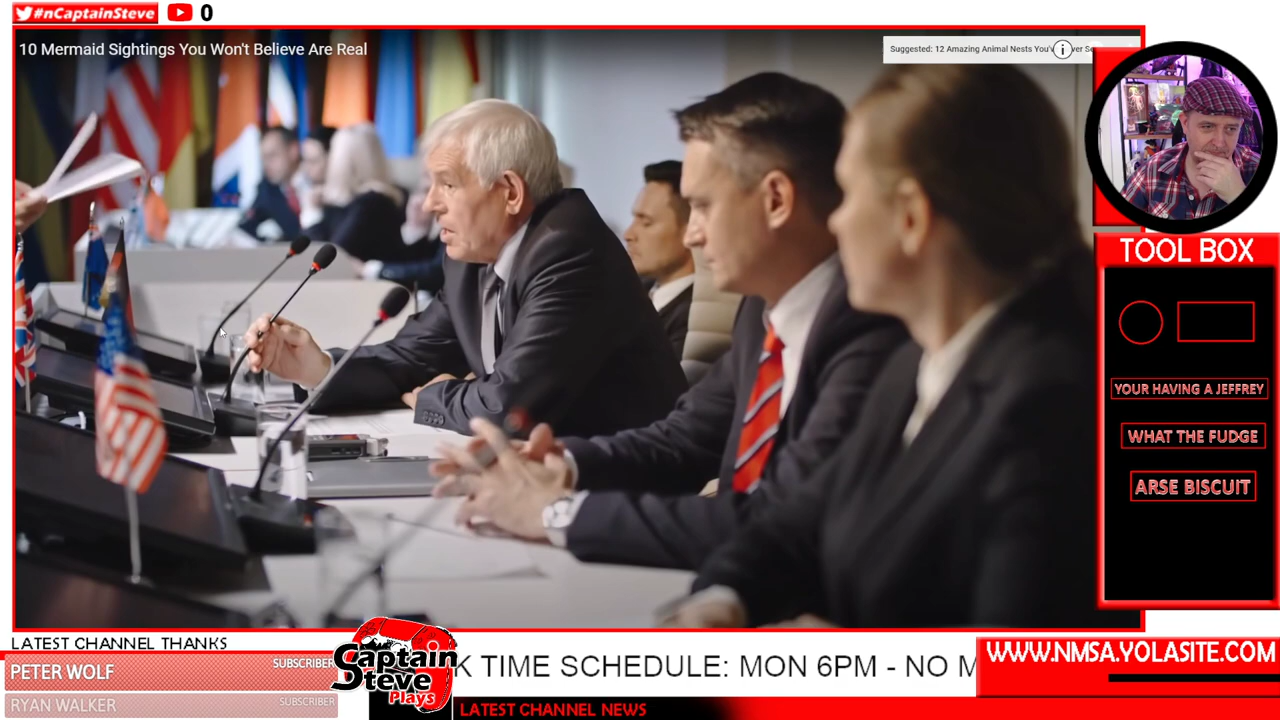 #nCaptainSteve
0
10 Mermaid Sightings You Won't Believe Are Real
Suggested: 12 Amazing Animal Nests
TOOL BOX
YOUR HAVING A JEFFREY
WHAT THE FUDGE
ARSE BISCUIT
LATEST CHANNEL THANKS
PETER WOLF
SUBSCRIBER
RYAN WALKER
SUBSCRIBER
Captain
Steve
Plays
K TIME SCHEDULE: MON 6PM - NO M
WWW.NMSA.YOLASITE.COM
LATEST CHANNEL NEWS